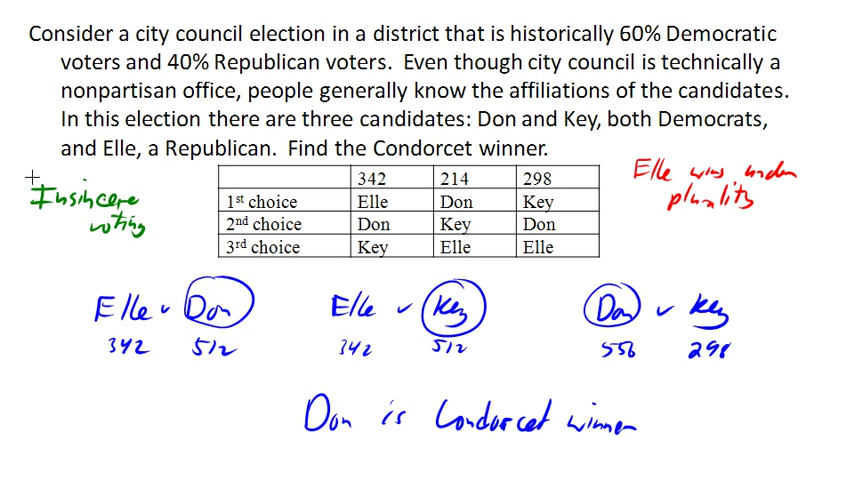 Consider a city council election in a district that is historically 60% Democratic
voters and 40% Republican voters. Even though city council is technically a
nonpartisan office, people generally know the affiliations of the candidates.
In this election there are three candidates: Don and Key, both Democrats,
and Elle, a Republican. Find the Condorcet winner.
342 214 298
1st choice Elle Don Key
2nd choice Don Key Don
3rd choice Key Elle Elle
Elle wins under
plurality
Insincere
voting
Elle v Don Elle v Key Don v Key
342 512 342 512 556 298
Don is Condorcet winner